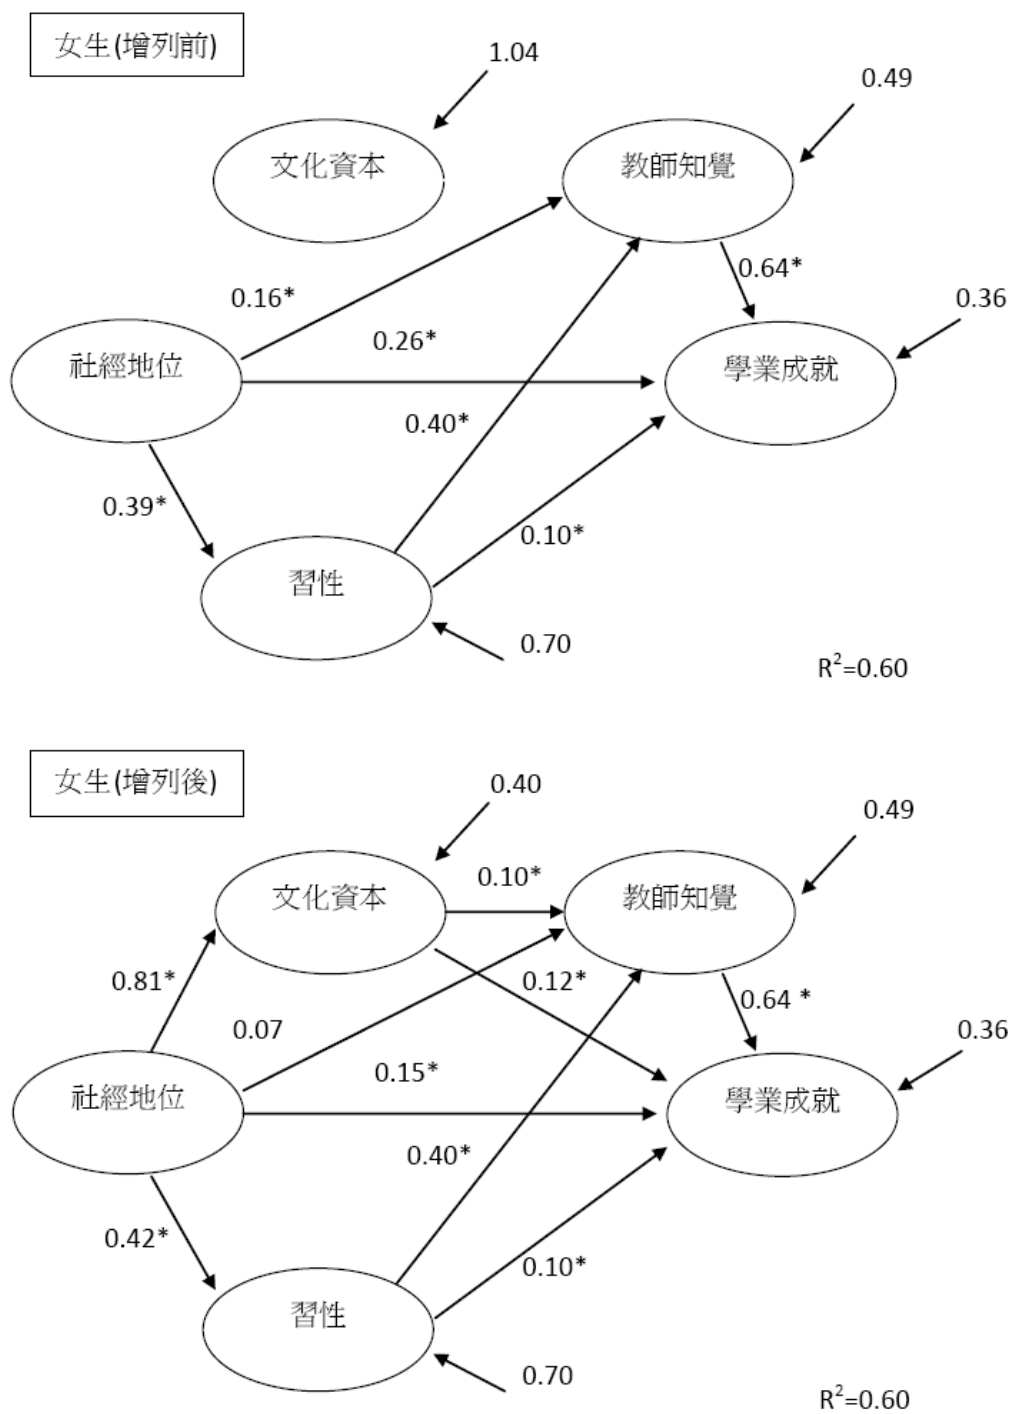 女生(增列前)
1.04
0.49
文化資本
教師知覺
0.64*
0.16*
0.36
0.26*
社經地位
學業成就
0.40*
0.39*
0.10*
習性
0.70
R²=0.60
女生(增列後)
0.40
0.49
0.10*
文化資本
教師知覺
0.81*
0.12*
0.64 *
0.07
0.36
0.15*
社經地位
學業成就
0.40*
0.42*
0.10*
習性
0.70
R²=0.60